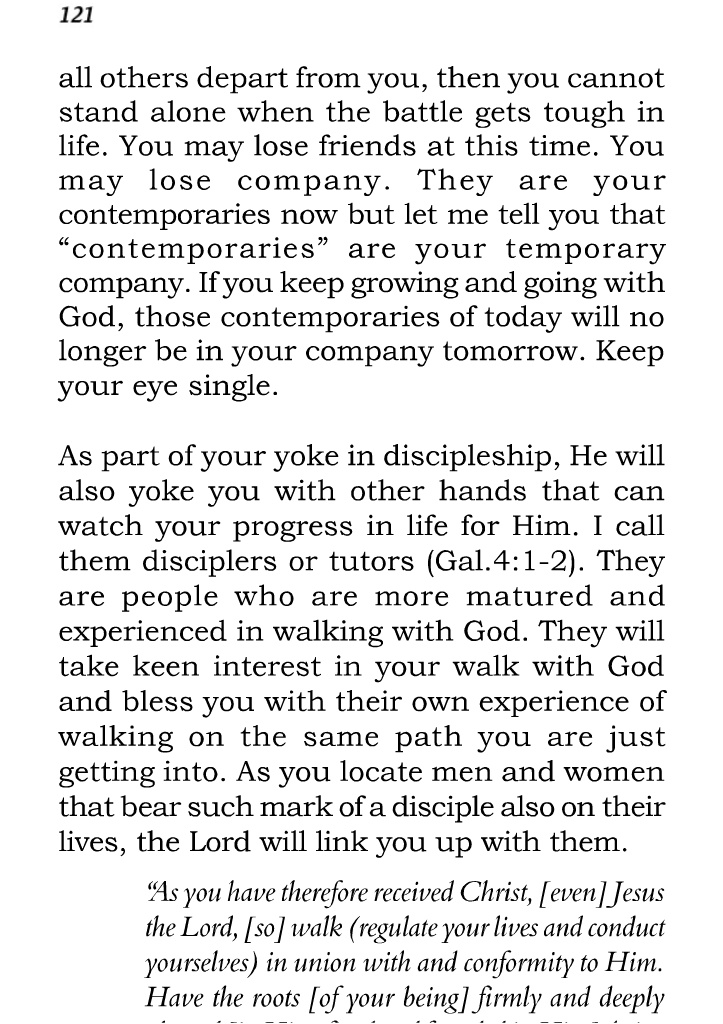 121
all others depart from you, then you cannot
stand alone when the battle gets tough in
life. You may lose friends at this time. You
may lose company. They are your
contemporaries now but let me tell you that
“contemporaries” are your temporary
company. If you keep growing and going with
God, those contemporaries of today will no
longer be in your company tomorrow. Keep
your eye single.
As part of your yoke in discipleship, He will
also yoke you with other hands that can
watch your progress in life for Him. I call
them disciplers or tutors (Gal.4:1-2). They
are people who are more matured and
experienced in walking with God. They will
take keen interest in your walk with God
and bless you with their own experience of
walking on the same path you are just
getting into. As you locate men and women
that bear such mark of a disciple also on their
lives, the Lord will link you up with them.
“As you have therefore received Christ, [even] Jesus
the Lord, [so] walk (regulate your lives and conduct
yourselves) in union with and conformity to Him.
Have the roots [of your being] firmly and deeply